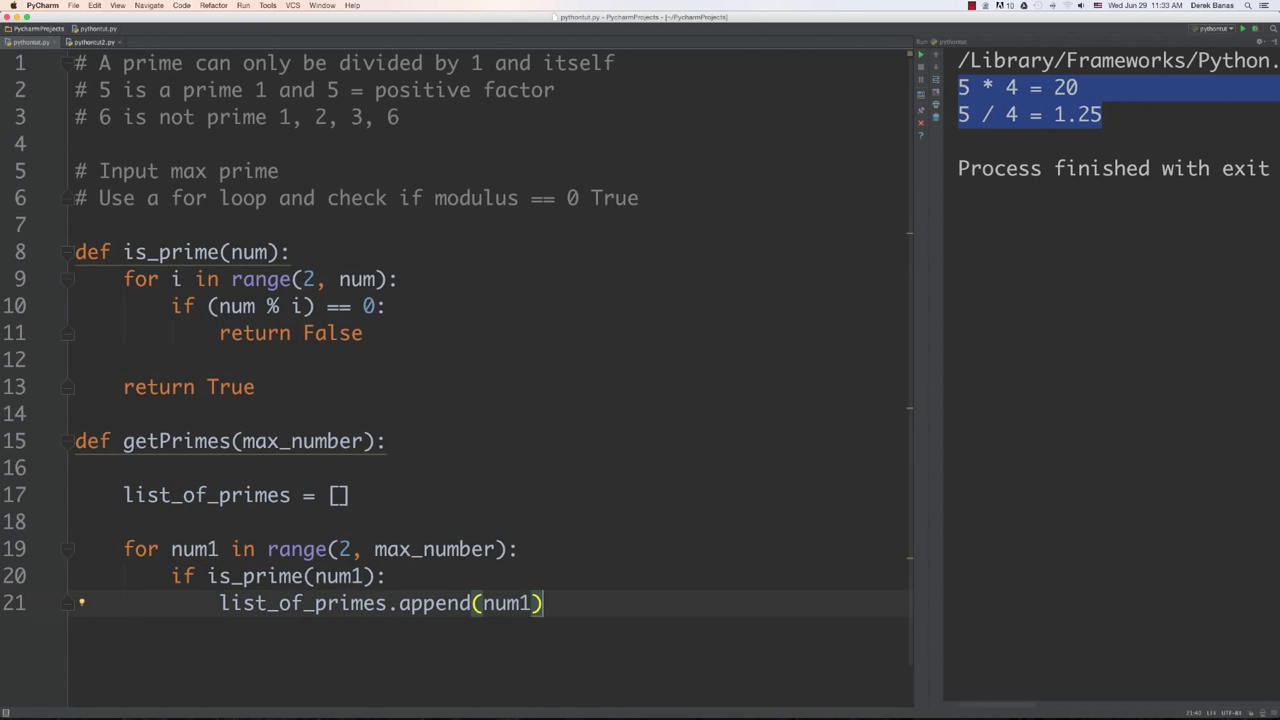 PyCharm File Edit View Navigate Code Refactor Run Tools VCS Window Help
Wed Jun 29 11:33 AM Derek Banas
pythontut.py - PycharmProjects - [~/PycharmProjects]
PycharmProjects pythontut.py
pythontut
pythontut.py pythontut2.py
Run pythontut
1 # A prime can only be divided by 1 and itself
2 # 5 is a prime 1 and 5 = positive factor
3 # 6 is not prime 1, 2, 3, 6
4
5 # Input max prime
6 # Use a for loop and check if modulus == 0 True
7
8 def is_prime(num):
9 for i in range(2, num):
10 if (num % i) == 0:
11 return False
12
13 return True
14
15 def getPrimes(max_number):
16
17 list_of_primes = []
18
19 for num1 in range(2, max_number):
20 if is_prime(num1):
21 list_of_primes.append(num1)
/Library/Frameworks/Python.
5 * 4 = 20
5 / 4 = 1.25
Process finished with exit
21:40 LF≠ UTF-8≠